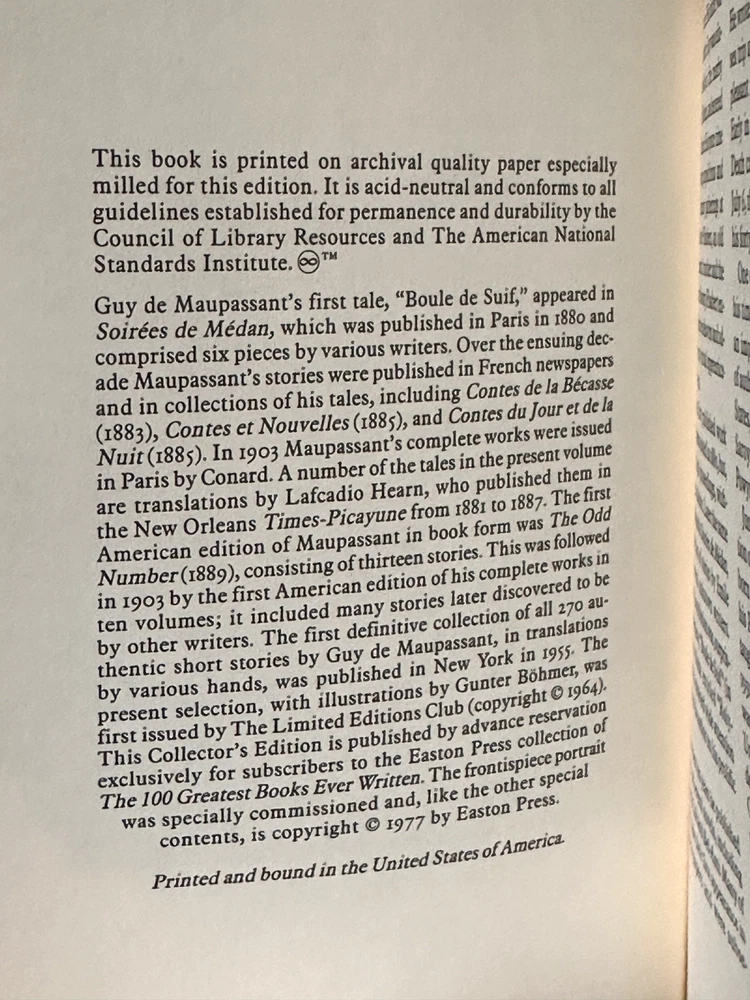 This book is printed on archival quality paper especially
milled for this edition. It is acid-neutral and conforms to all
guidelines established for permanence and durability by the
Council of Library Resources and The American National
Standards Institute. ♾™
Guy de Maupassant's first tale, “Boule de Suif,” appeared in
Soirées de Médan, which was published in Paris in 1880 and
comprised six pieces by various writers. Over the ensuing dec-
ade Maupassant's stories were published in French newspapers
and in collections of his tales, including Contes de la Bécasse
(1883), Contes et Nouvelles (1885), and Contes du Jour et de la
Nuit (1885). In 1903 Maupassant's complete works were issued
in Paris by Conard. A number of the tales in the present volume
are translations by Lafcadio Hearn, who published them in
the New Orleans Times-Picayune from 1881 to 1887. The first
American edition of Maupassant in book form was The Odd
Number (1889), consisting of thirteen stories. This was followed
in 1903 by the first American edition of his complete works in
ten volumes; it included many stories later discovered to be
by other writers. The first definitive collection of all 270 au-
thentic short stories by Guy de Maupassant, in translations
by various hands, was published in New York in 1955. The
present selection, with illustrations by Gunter Böhmer, was
first issued by The Limited Editions Club (copyright © 1964).
This Collector's Edition is published by advance reservation
exclusively for subscribers to the Easton Press collection of
The 100 Greatest Books Ever Written. The frontispiece portrait
was specially commissioned and, like the other special
contents, is copyright © 1977 by Easton Press.
Printed and bound in the United States of America.